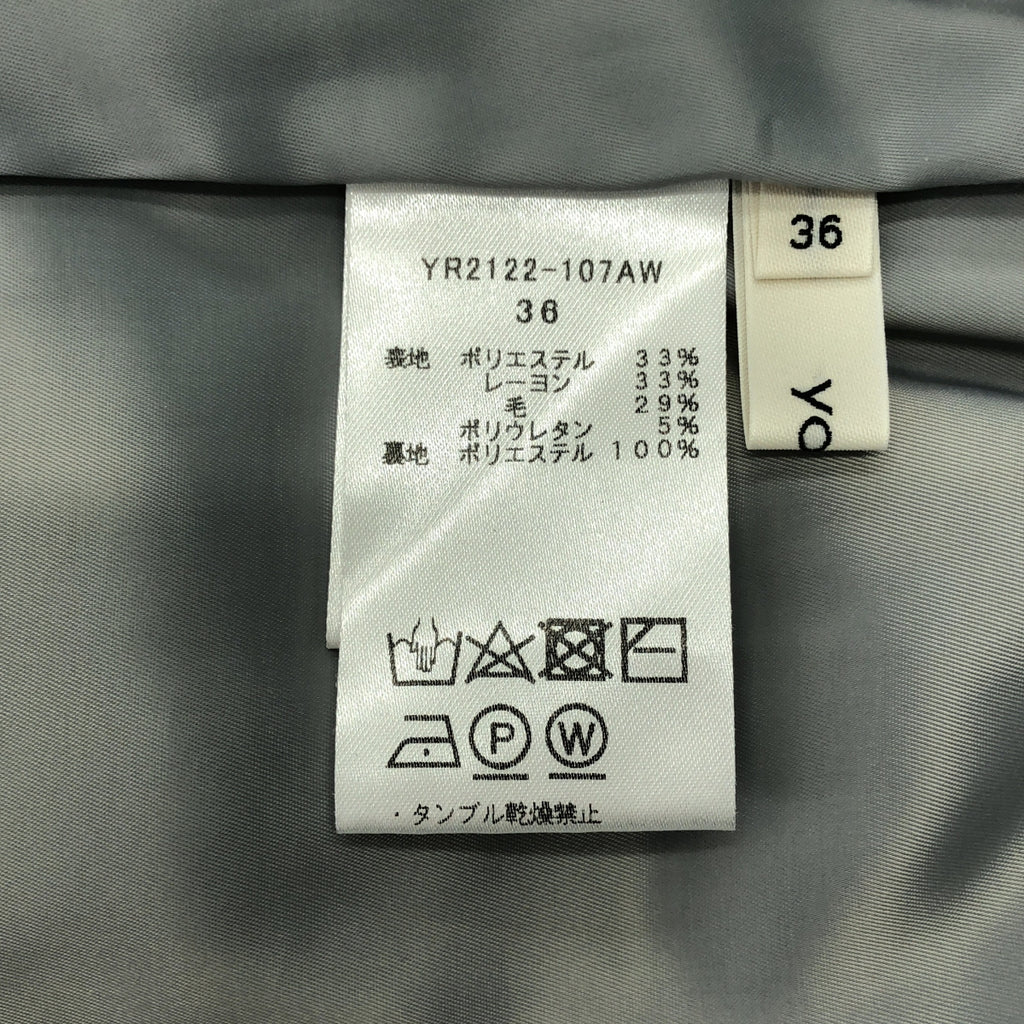 YR2122-107AW
36
表地 ポリエステル 33%
レーヨン 33%
毛 29%
ポリウレタン 5%
裏地 ポリエステル 100%
P W
・タンブル乾燥禁止
36
YO